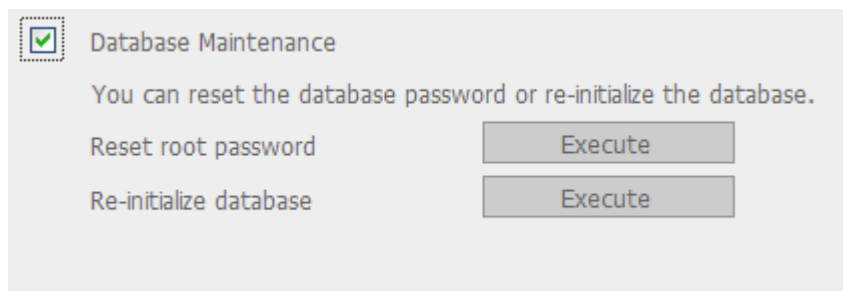 Database Maintenance
You can reset the database password or re-initialize the database.
Reset root password Execute
Re-initialize database Execute